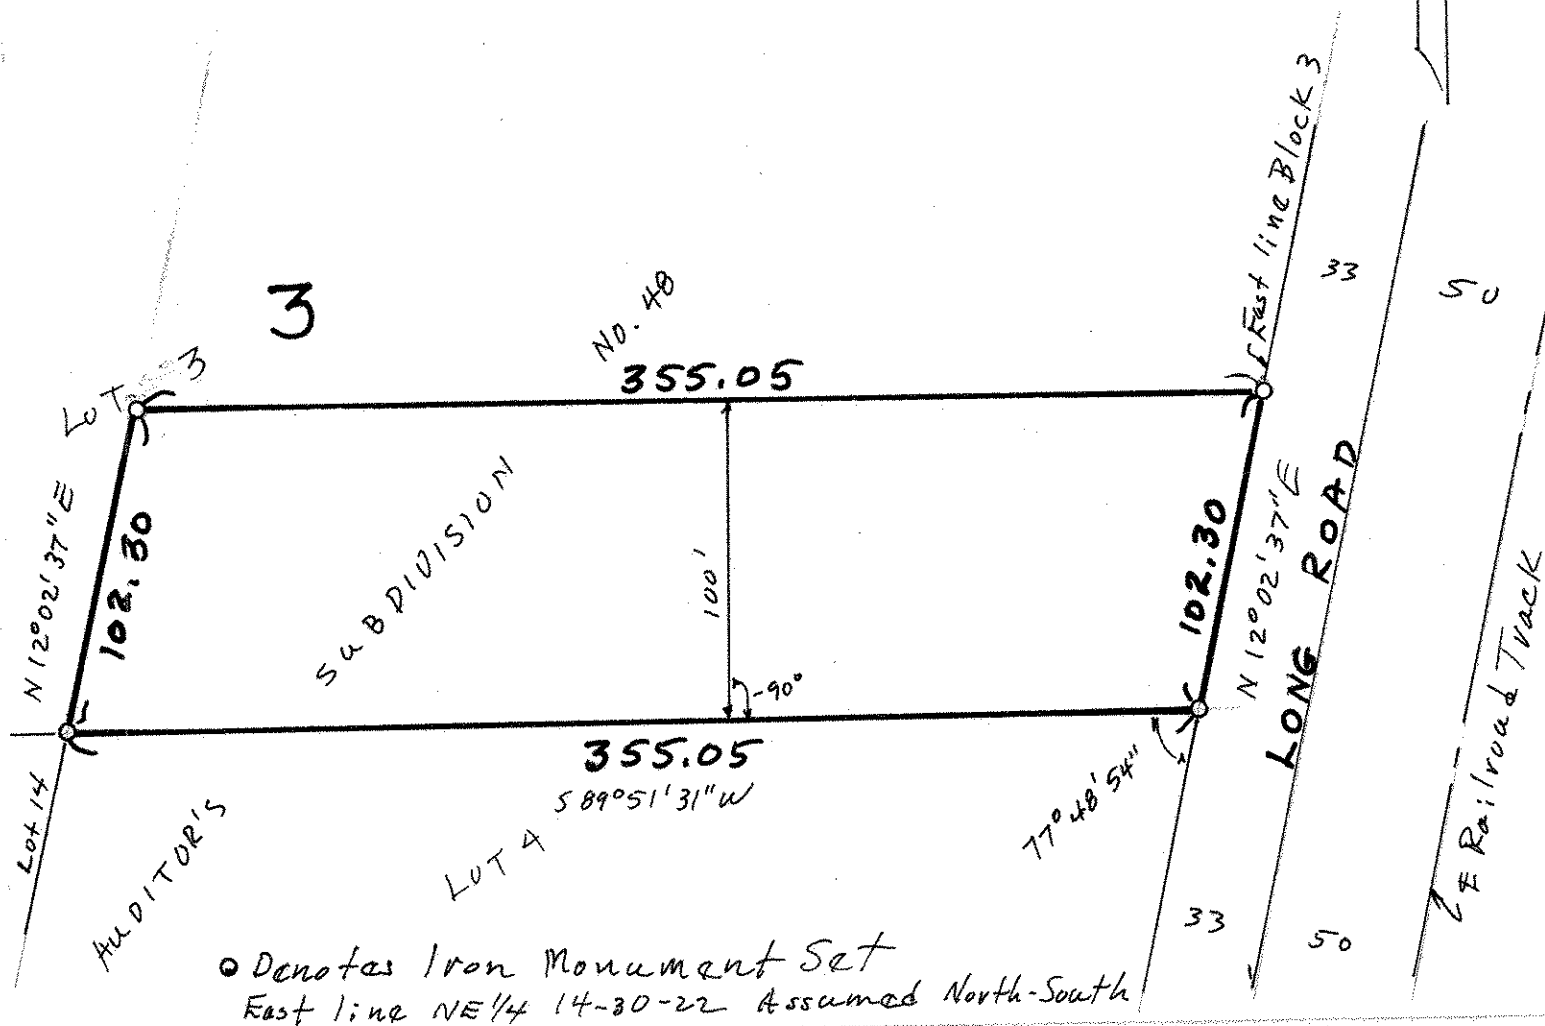 East line Block 3
33
50
3
No. 48
355.05
LOT 3
N 12°02'37"E
102.30
SUBDIVISION
100'
-90°
102.30
N 12°02'37"E
LONG ROAD
355.05
S 89°51'31"W
77°48'54"
Lot 14
AUDITOR'S
LOT 4
Railroad Track
33
50
Denotes Iron Monument Set
East line NE 1/4 14-30-22 Assumed North-South